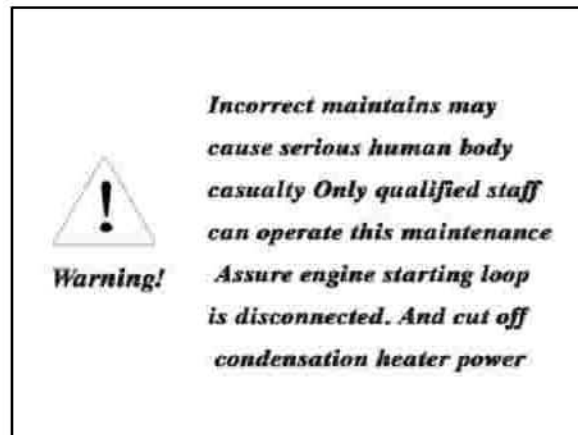 Incorrect maintains may
cause serious human body
casualty Only qualified staff
can operate this maintenance
Assure engine starting loop
is disconnected. And cut off
condensation heater power
!
Warning!